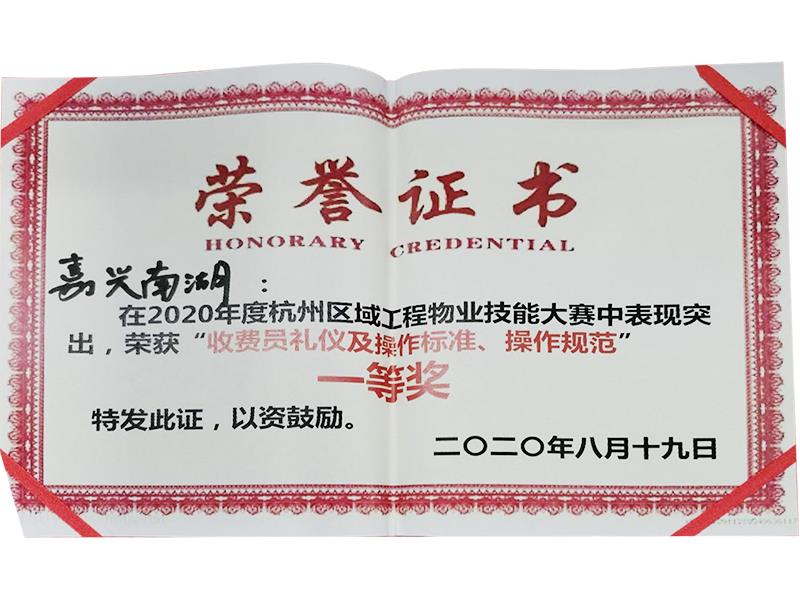 荣誉证书
HONORARY CREDENTIAL
嘉兴南湖：
在2020年度杭州区域工程物业技能大赛中表现突
出，荣获“收费员礼仪及操作标准、操作规范”
一等奖
特发此证，以资鼓励。
二〇二〇年八月十九日